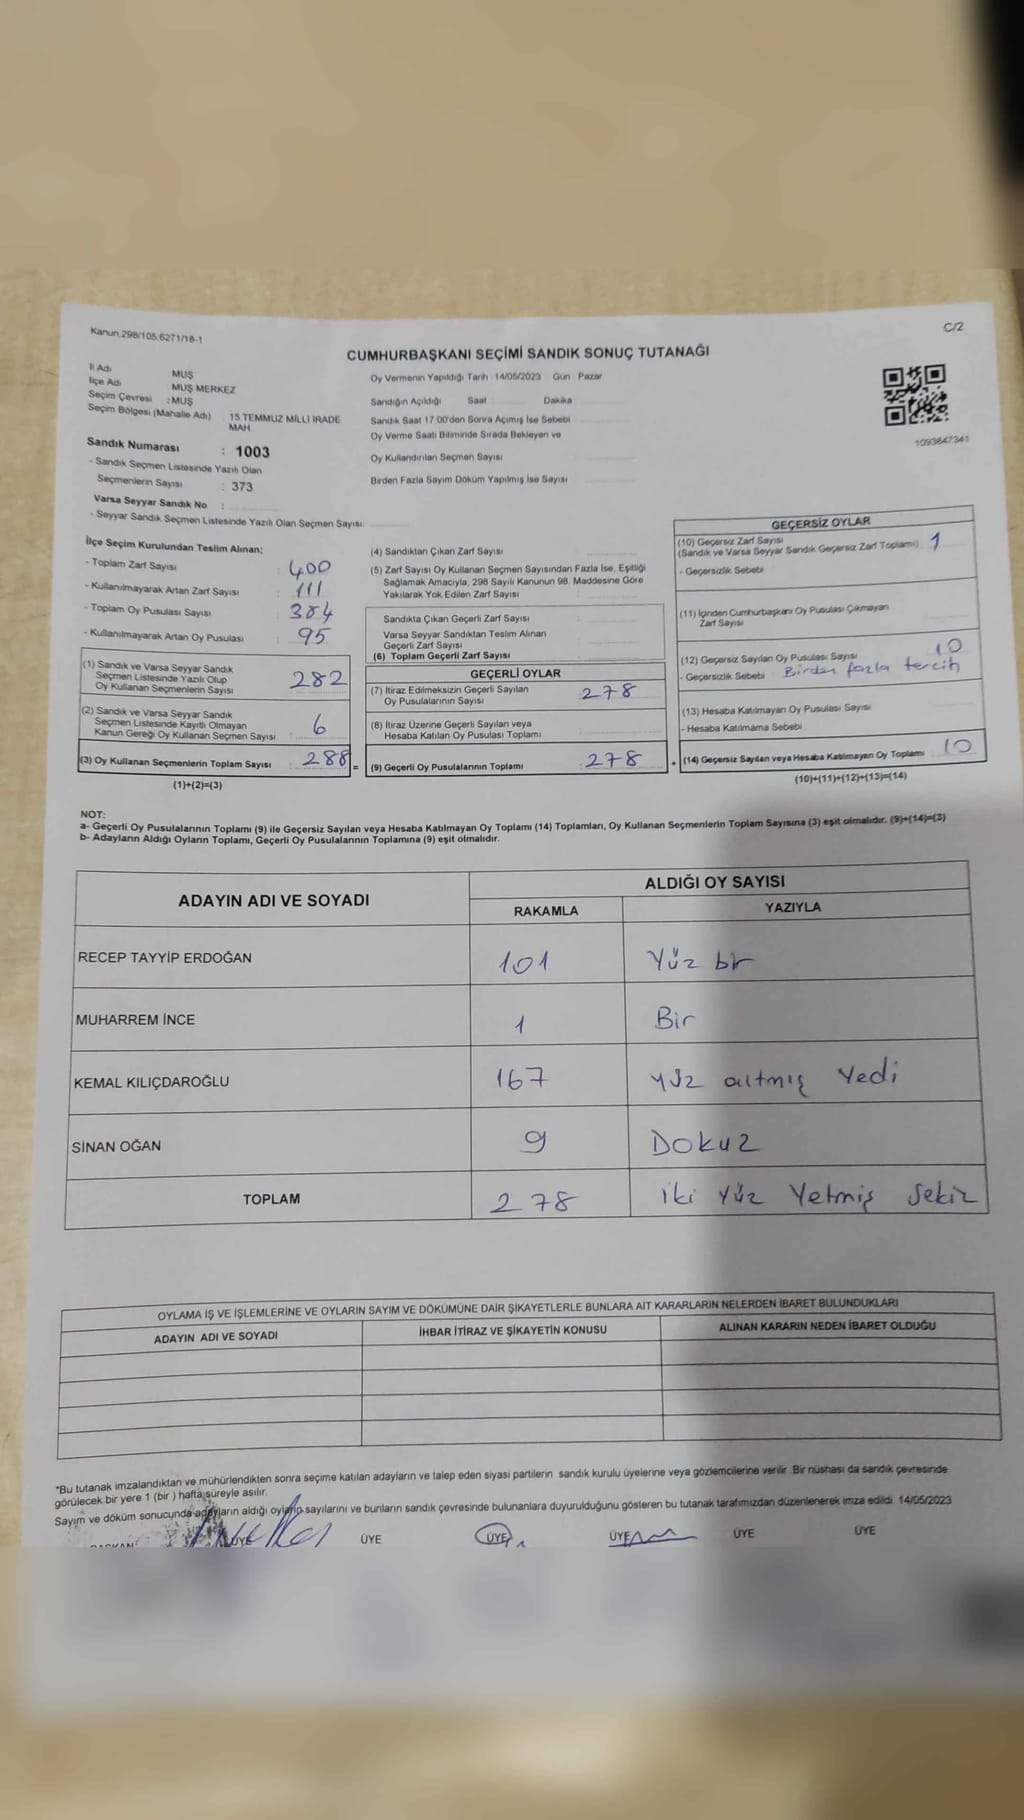 Kanun.298/105,6271/18-1
C/2
CUMHURBAŞKANI SEÇİMİ SANDIK SONUÇ TUTANAĞI
İl Adı MUŞ
İlçe Adı MUŞ MERKEZ
Seçim Çevresi :MUŞ
Seçim Bölgesi (Mahalle Adı) 15 TEMMUZ MİLLİ İRADE
MAH.
Sandık Numarası : 1003
- Sandık Seçmen Listesinde Yazılı Olan
Seçmenlerin Sayısı : 373
Varsa Seyyar Sandık No :
- Seyyar Sandık Seçmen Listesinde Yazılı Olan Seçmen Sayısı:
Oy Vermenin Yapıldığı Tarih 14/05/2023 Gün : Pazar
Sandığın Açıldığı Saat Dakika
Sandık Saat 17.00'den Sonra Açımış İse Sebebi
Oy Verme Saati Bitiminde Sırada Bekleyen ve
Oy Kullandırılan Seçmen Sayısı
Birden Fazla Sayım Döküm Yapılmış İse Sayısı
1093647341
İlçe Seçim Kurulundan Teslim Alınan;
- Toplam Zarf Sayısı : 400
- Kullanılmayarak Artan Zarf Sayısı : 111
- Toplam Oy Pusulası Sayısı : 384
- Kullanılmayarak Artan Oy Pusulası : 95
(1) Sandık ve Varsa Seyyar Sandık
Seçmen Listesinde Yazılı Olup
Oy Kullanan Seçmenlerin Sayısı 282
(2) Sandık ve Varsa Seyyar Sandık
Seçmen Listesinde Kayıtlı Olmayan
Kanun Gereği Oy Kullanan Seçmen Sayısı : 6
(3) Oy Kullanan Seçmenlerin Toplam Sayısı : 288 =
(1)+(2)=(3)
(4) Sandıktan Çıkan Zarf Sayısı
(5) Zarf Sayısı Oy Kullanan Seçmen Sayısından Fazla İse, Eşitliği
Sağlamak Amacıyla, 298 Sayılı Kanunun 98. Maddesine Göre
Yakılarak Yok Edilen Zarf Sayısı
Sandıkta Çıkan Geçerli Zarf Sayısı
Varsa Seyyar Sandıktan Teslim Alınan
Geçerli Zarf Sayısı
(6) Toplam Geçerli Zarf Sayısı
GEÇERLİ OYLAR
(7) İtiraz Edilmeksizin Geçerli Sayılan
Oy Pusulalarının Sayısı 278
(8) İtiraz Üzerine Geçerli Sayılan veya
Hesaba Katılan Oy Pusulası Toplamı
(9) Geçerli Oy Pusulalarının Toplamı : 278 +
GEÇERSİZ OYLAR
(10) Geçersiz Zarf Sayısı
(Sandık ve Varsa Seyyar Sandık Geçersiz Zarf Toplamı) 1
- Geçersizlik Sebebi
(11) İçinden Cumhurbaşkanı Oy Pusulası Çıkmayan
Zarf Sayısı
(12) Geçersiz Sayılan Oy Pusulası Sayısı 10
- Geçersizlik Sebebi Birden fazla tercih
(13) Hesaba Katılmayan Oy Pusulası Sayısı
- Hesaba Katılmama Sebebi
(14) Geçersiz Sayılan veya Hesaba Katılmayan Oy Toplamı 10
(10)+(11)+(12)+(13)=(14)
NOT:
a- Geçerli Oy Pusulalarının Toplamı (9) ile Geçersiz Sayılan veya Hesaba Katılmayan Oy Toplamı (14) Toplamları, Oy Kullanan Seçmenlerin Toplam Sayısına (3) eşit olmalıdır. (9)+(14)=(3)
b- Adayların Aldığı Oyların Toplamı, Geçerli Oy Pusulalarının Toplamına (9) eşit olmalıdır.
ADAYIN ADI VE SOYADI ALDIĞI OY SAYISI
RAKAMLA YAZIYLA
RECEP TAYYİP ERDOĞAN 101 Yüz bir
MUHARREM İNCE 1 Bir
KEMAL KILIÇDAROĞLU 167 yüz altmış yedi
SİNAN OĞAN 9 Dokuz
TOPLAM 278 iki Yüz Yetmiş Sekiz
OYLAMA İŞ VE İŞLEMLERİNE VE OYLARIN SAYIM VE DÖKÜMÜNE DAİR ŞİKAYETLERLE BUNLARA AİT KARARLARIN NELERDEN İBARET BULUNDUKLARI
ADAYIN ADI VE SOYADI İHBAR İTİRAZ VE ŞİKAYETİN KONUSU ALINAN KARARIN NEDEN İBARET OLDUĞU
*Bu tutanak imzalandıktan ve mühürlendikten sonra seçime katılan adayların ve talep eden siyasi partilerin sandık kurulu üyelerine veya gözlemcilerine verilir .Bir nüshası da sandık çevresinde
görülecek bir yere 1 (bir ) hafta süreyle asılır.
Sayım ve döküm sonucunda adayların aldığı oyların sayılarını ve bunların sandık çevresinde bulunanlara duyurulduğunu gösteren bu tutanak tarafımızdan düzenlenerek imza edildi. 14/05/2023
BAŞKAN ÜYE ÜYE ÜYE ÜYE ÜYE ÜYE